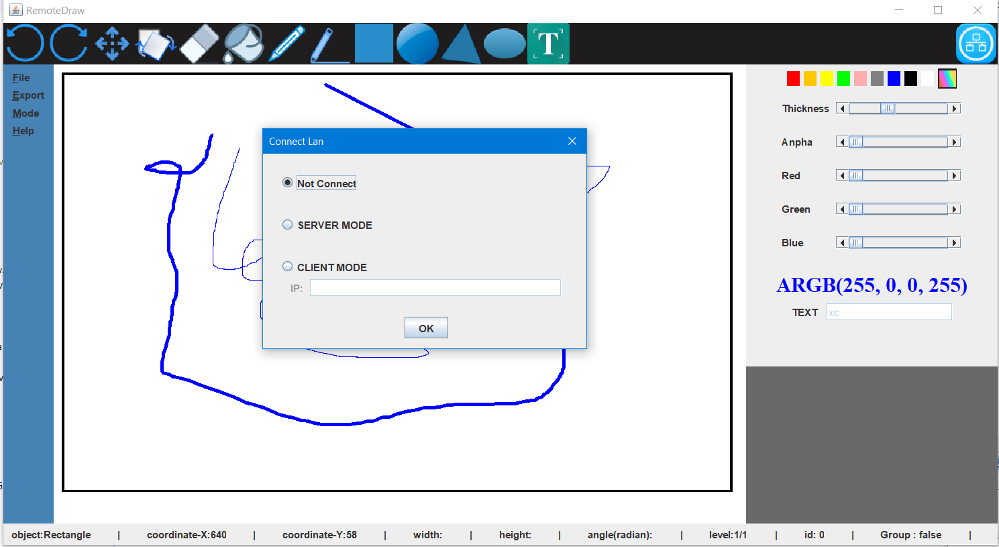 RemoteDraw
T
File
Export
Mode
Help
Connect Lan
Not Connect
SERVER MODE
CLIENT MODE
IP:
OK
Thickness
Anpha
Red
Green
Blue
ARGB(255, 0, 0, 255)
TEXT xc
object:Rectangle | coordinate-X:640 | coordinate-Y:58 | width: | height: | angle(radian): | level:1/1 | id: 0 | Group : false |